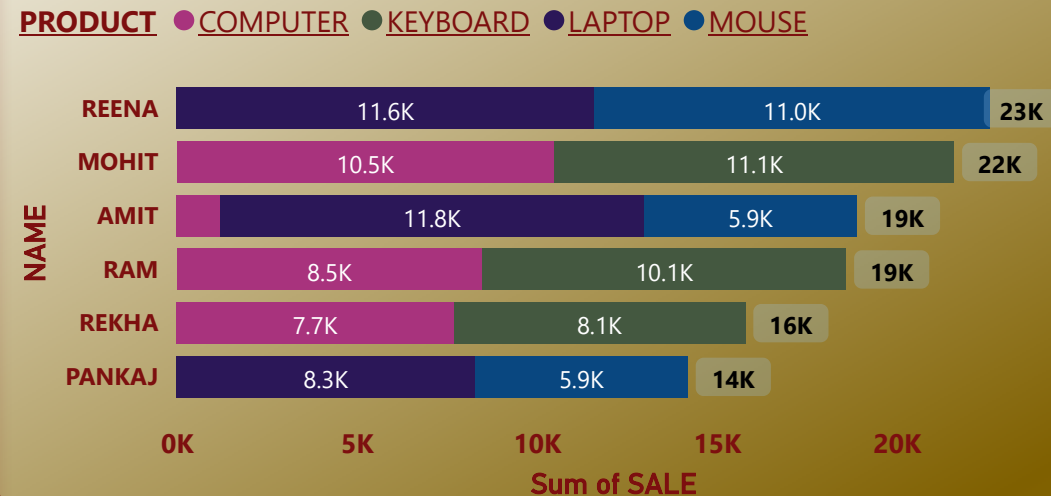 PRODUCT COMPUTER KEYBOARD LAPTOP MOUSE
REENA 11.6K 11.0K 23K
MOHIT 10.5K 11.1K 22K
AMIT 11.8K 5.9K 19K
RAM 8.5K 10.1K 19K
REKHA 7.7K 8.1K 16K
PANKAJ 8.3K 5.9K 14K
NAME
0K 5K 10K 15K 20K
Sum of SALE